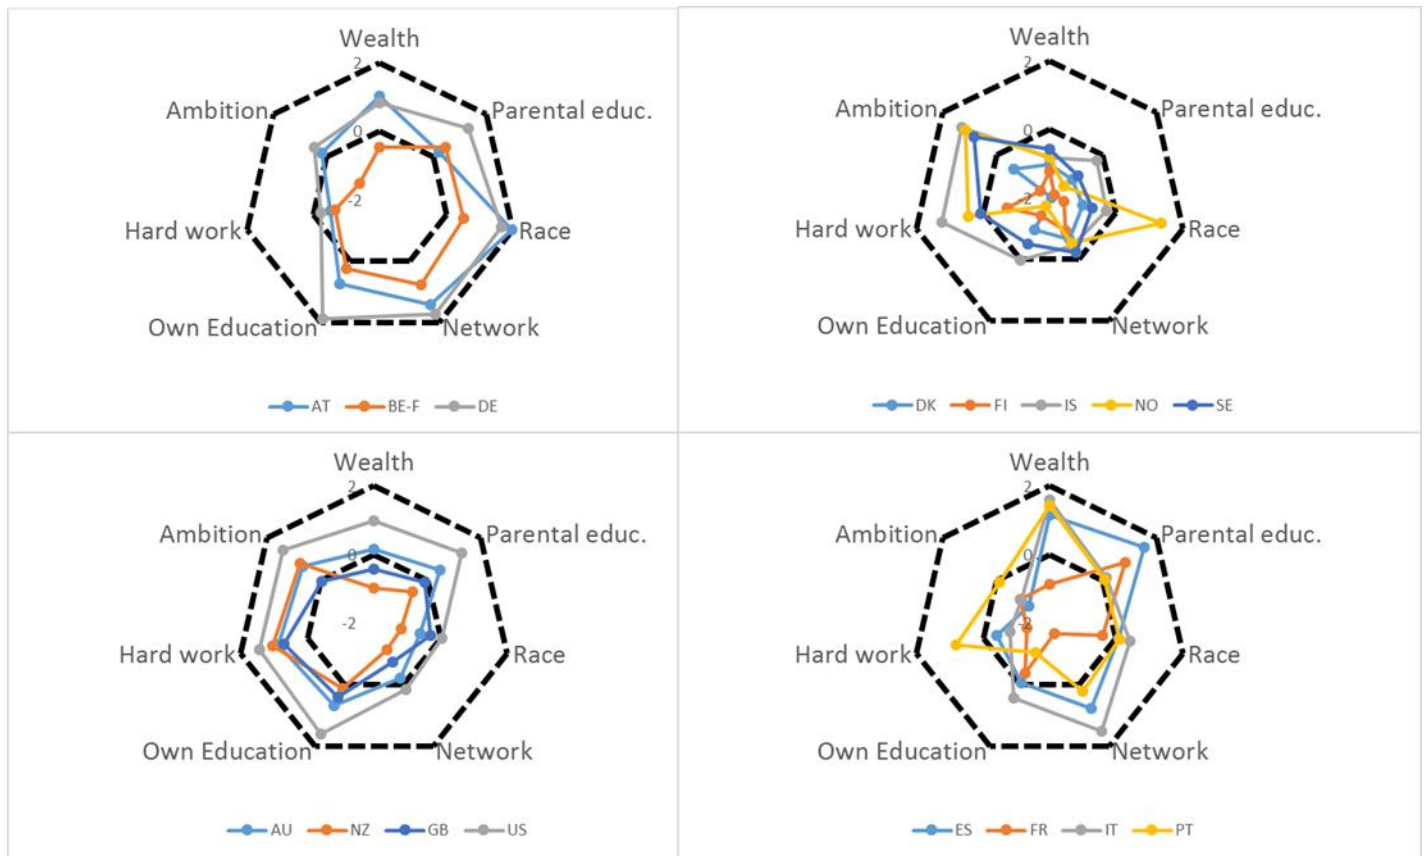 Wealth
2
Ambition
Parental educ.
0
-2
Hard work
Race
Own Education
Network
AT BE-F DE
Wealth
2
Ambition
Parental educ.
0
-2
Hard work
Race
Own Education
Network
DK FI IS NO SE
Wealth
2
Ambition
Parental educ.
0
-2
Hard work
Race
Own Education
Network
AU NZ GB US
Wealth
2
Ambition
Parental educ.
0
-2
Hard work
Race
Own Education
Network
ES FR IT PT